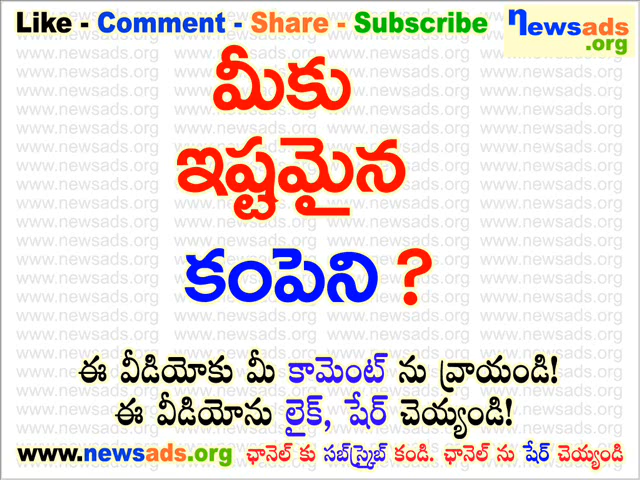 Like - Comment - Share - Subscribe
newsads
.org
మీకు
ఇష్టమైన
కంపెని ?
ఈ వీడియోకు మీ కామెంట్ ను వ్రాయండి!
ఈ వీడియోను లైక్, షేర్ చెయ్యండి!
www.newsads.org ఛానెల్ కు సబ్‌స్క్రైబ్ కండి. ఛానెల్ ను షేర్ చెయ్యండి